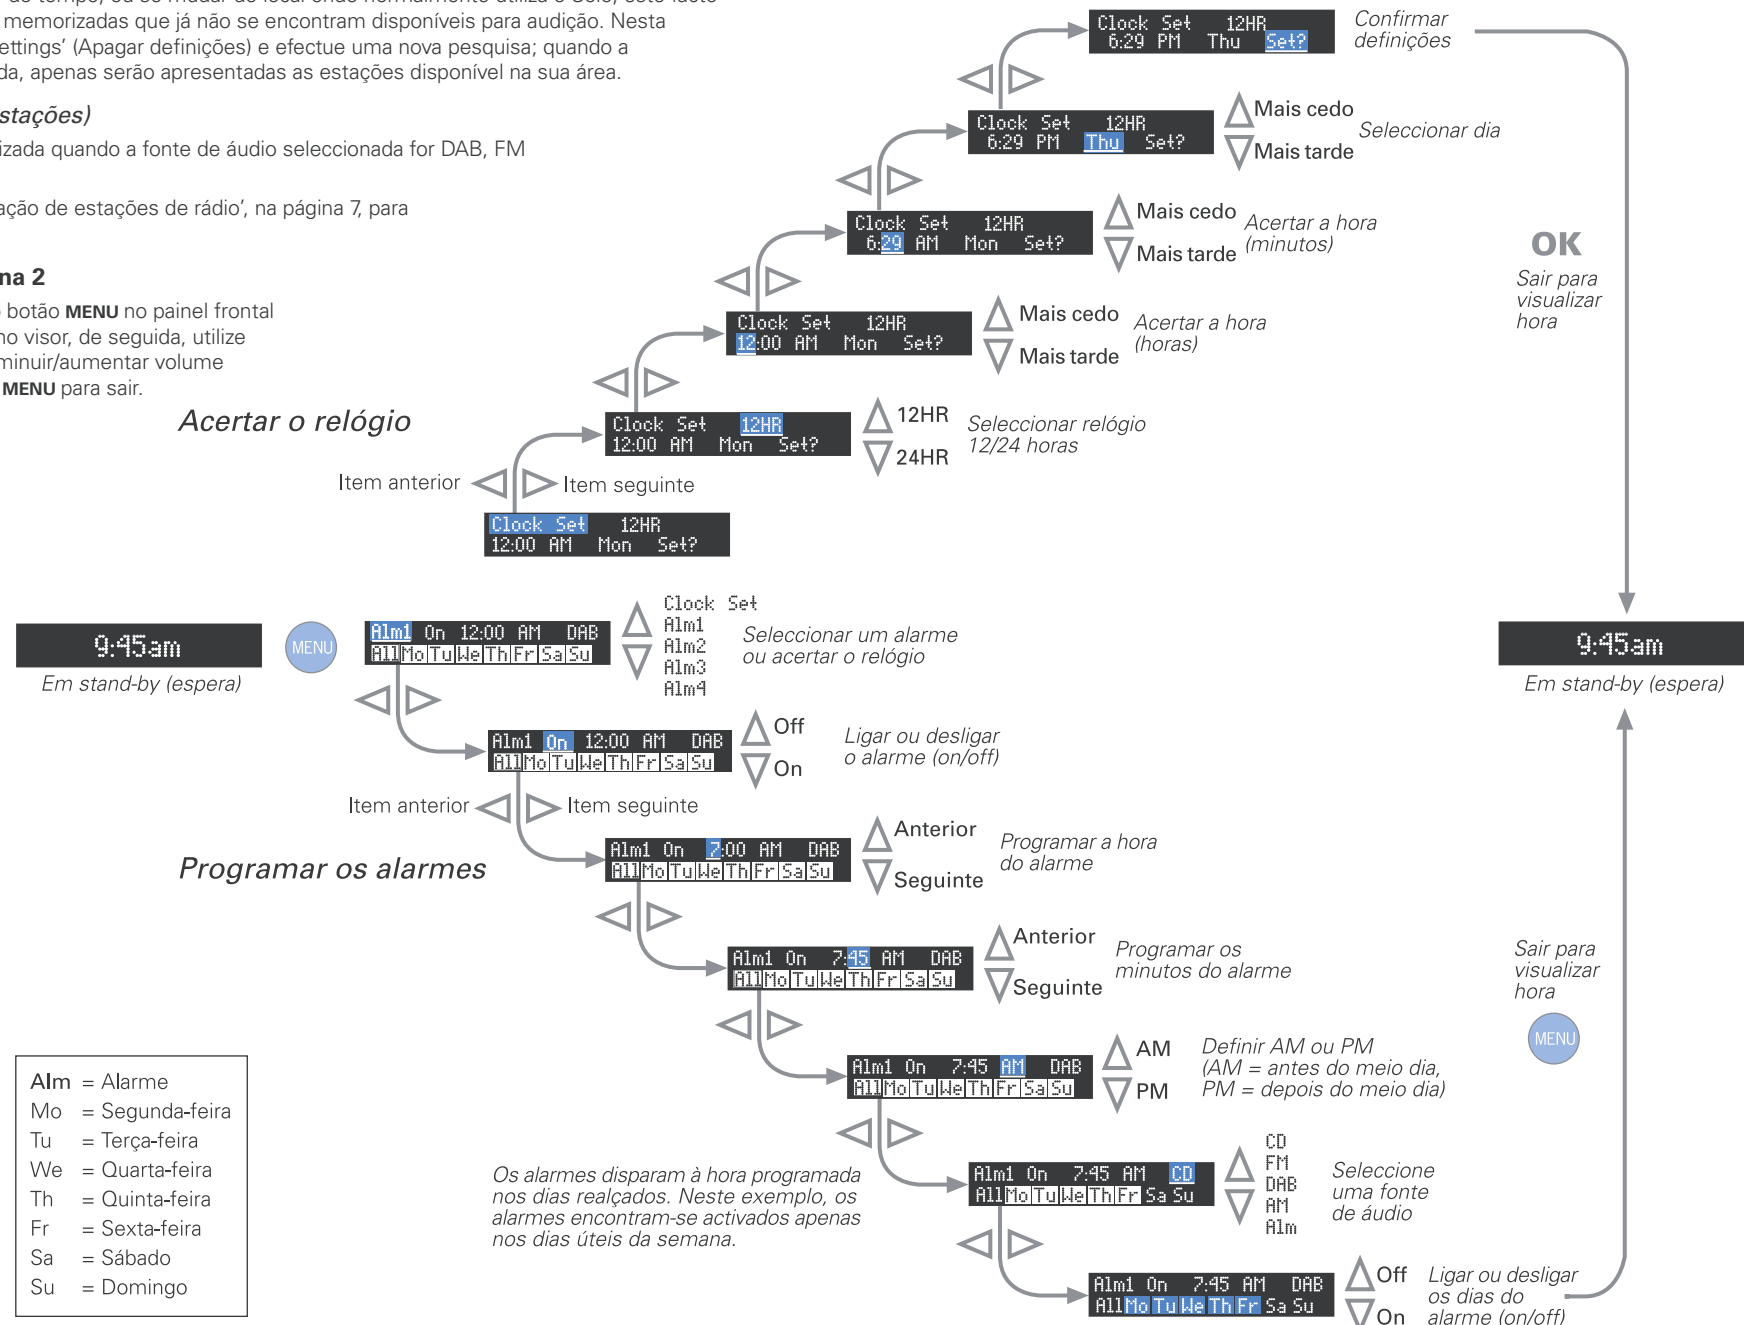 memorizadas que já não se encontram disponíveis para audição. Nesta
ettings’ (Apagar definições) e efectue uma nova pesquisa; quando a
da, apenas serão apresentadas as estações disponível na sua área.
stações)
izada quando a fonte de áudio seleccionada for DAB, FM
ação de estações de rádio’, na página 7, para
na 2
botão MENU no painel frontal
no visor, de seguida, utilize
minuir/aumentar volume
MENU para sair.
Clock Set 12HR
6:29 PM Thu Set?
Confirmar
definições
Clock Set 12HR
6:29 PM Thu Set?
Mais cedo
Mais tarde
Seleccionar dia
Clock Set 12HR
6:29 AM Mon Set?
Mais cedo
Mais tarde
Acertar a hora
(minutos)
OK
Sair para
visualizar
hora
Clock Set 12HR
12:00 AM Mon Set?
Mais cedo
Mais tarde
Acertar a hora
(horas)
Acertar o relógio
Clock Set 12HR
12:00 AM Mon Set?
12HR
24HR
Seleccionar relógio
12/24 horas
Item anterior
Item seguinte
Clock Set 12HR
12:00 AM Mon Set?
9:45am
Em stand-by (espera)
MENU
Alm1 On 12:00 AM DAB
All Mo Tu We Th Fr Sa Su
Clock Set
Alm1
Alm2
Alm3
Alm4
Seleccionar um alarme
ou acertar o relógio
9:45am
Em stand-by (espera)
Alm1 On 12:00 AM DAB
All Mo Tu We Th Fr Sa Su
Off
On
Ligar ou desligar
o alarme (on/off)
Item anterior
Item seguinte
Programar os alarmes
Alm1 On 7:00 AM DAB
All Mo Tu We Th Fr Sa Su
Anterior
Seguinte
Programar a hora
do alarme
Alm1 On 7:45 AM DAB
All Mo Tu We Th Fr Sa Su
Anterior
Seguinte
Programar os
minutos do alarme
Sair para
visualizar
hora
MENU
Alm1 On 7:45 AM DAB
All Mo Tu We Th Fr Sa Su
AM
PM
Definir AM ou PM
(AM = antes do meio dia,
PM = depois do meio dia)
Alm = Alarme
Mo = Segunda-feira
Tu = Terça-feira
We = Quarta-feira
Th = Quinta-feira
Fr = Sexta-feira
Sa = Sábado
Su = Domingo
Os alarmes disparam à hora programada
nos dias realçados. Neste exemplo, os
alarmes encontram-se activados apenas
nos dias úteis da semana.
Alm1 On 7:45 AM CD
All Mo Tu We Th Fr Sa Su
CD
FM
DAB
AM
Alm
Seleccione
uma fonte
de áudio
Alm1 On 7:45 AM DAB
All Mo Tu We Th Fr Sa Su
Off
On
Ligar ou desligar
os dias do
alarme (on/off)